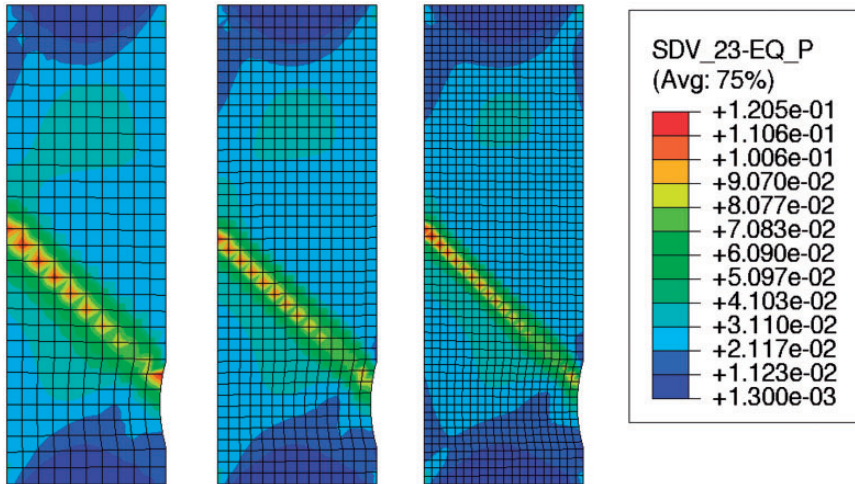 SDV_23-EQ_P
(Avg: 75%)
+1.205e-01
+1.106e-01
+1.006e-01
+9.070e-02
+8.077e-02
+7.083e-02
+6.090e-02
+5.097e-02
+4.103e-02
+3.110e-02
+2.117e-02
+1.123e-02
+1.300e-03